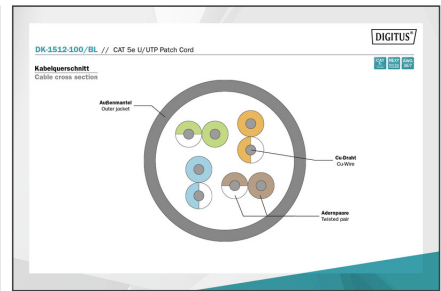 DIGITUS®
DK-1512-100/BL // CAT 5e U/UTP Patch Cord
Kabelquerschnitt
Cable cross section
Außenmantel
Outer jacket
Cu-Draht
Cu-Wire
Adernpaare
Twisted pair